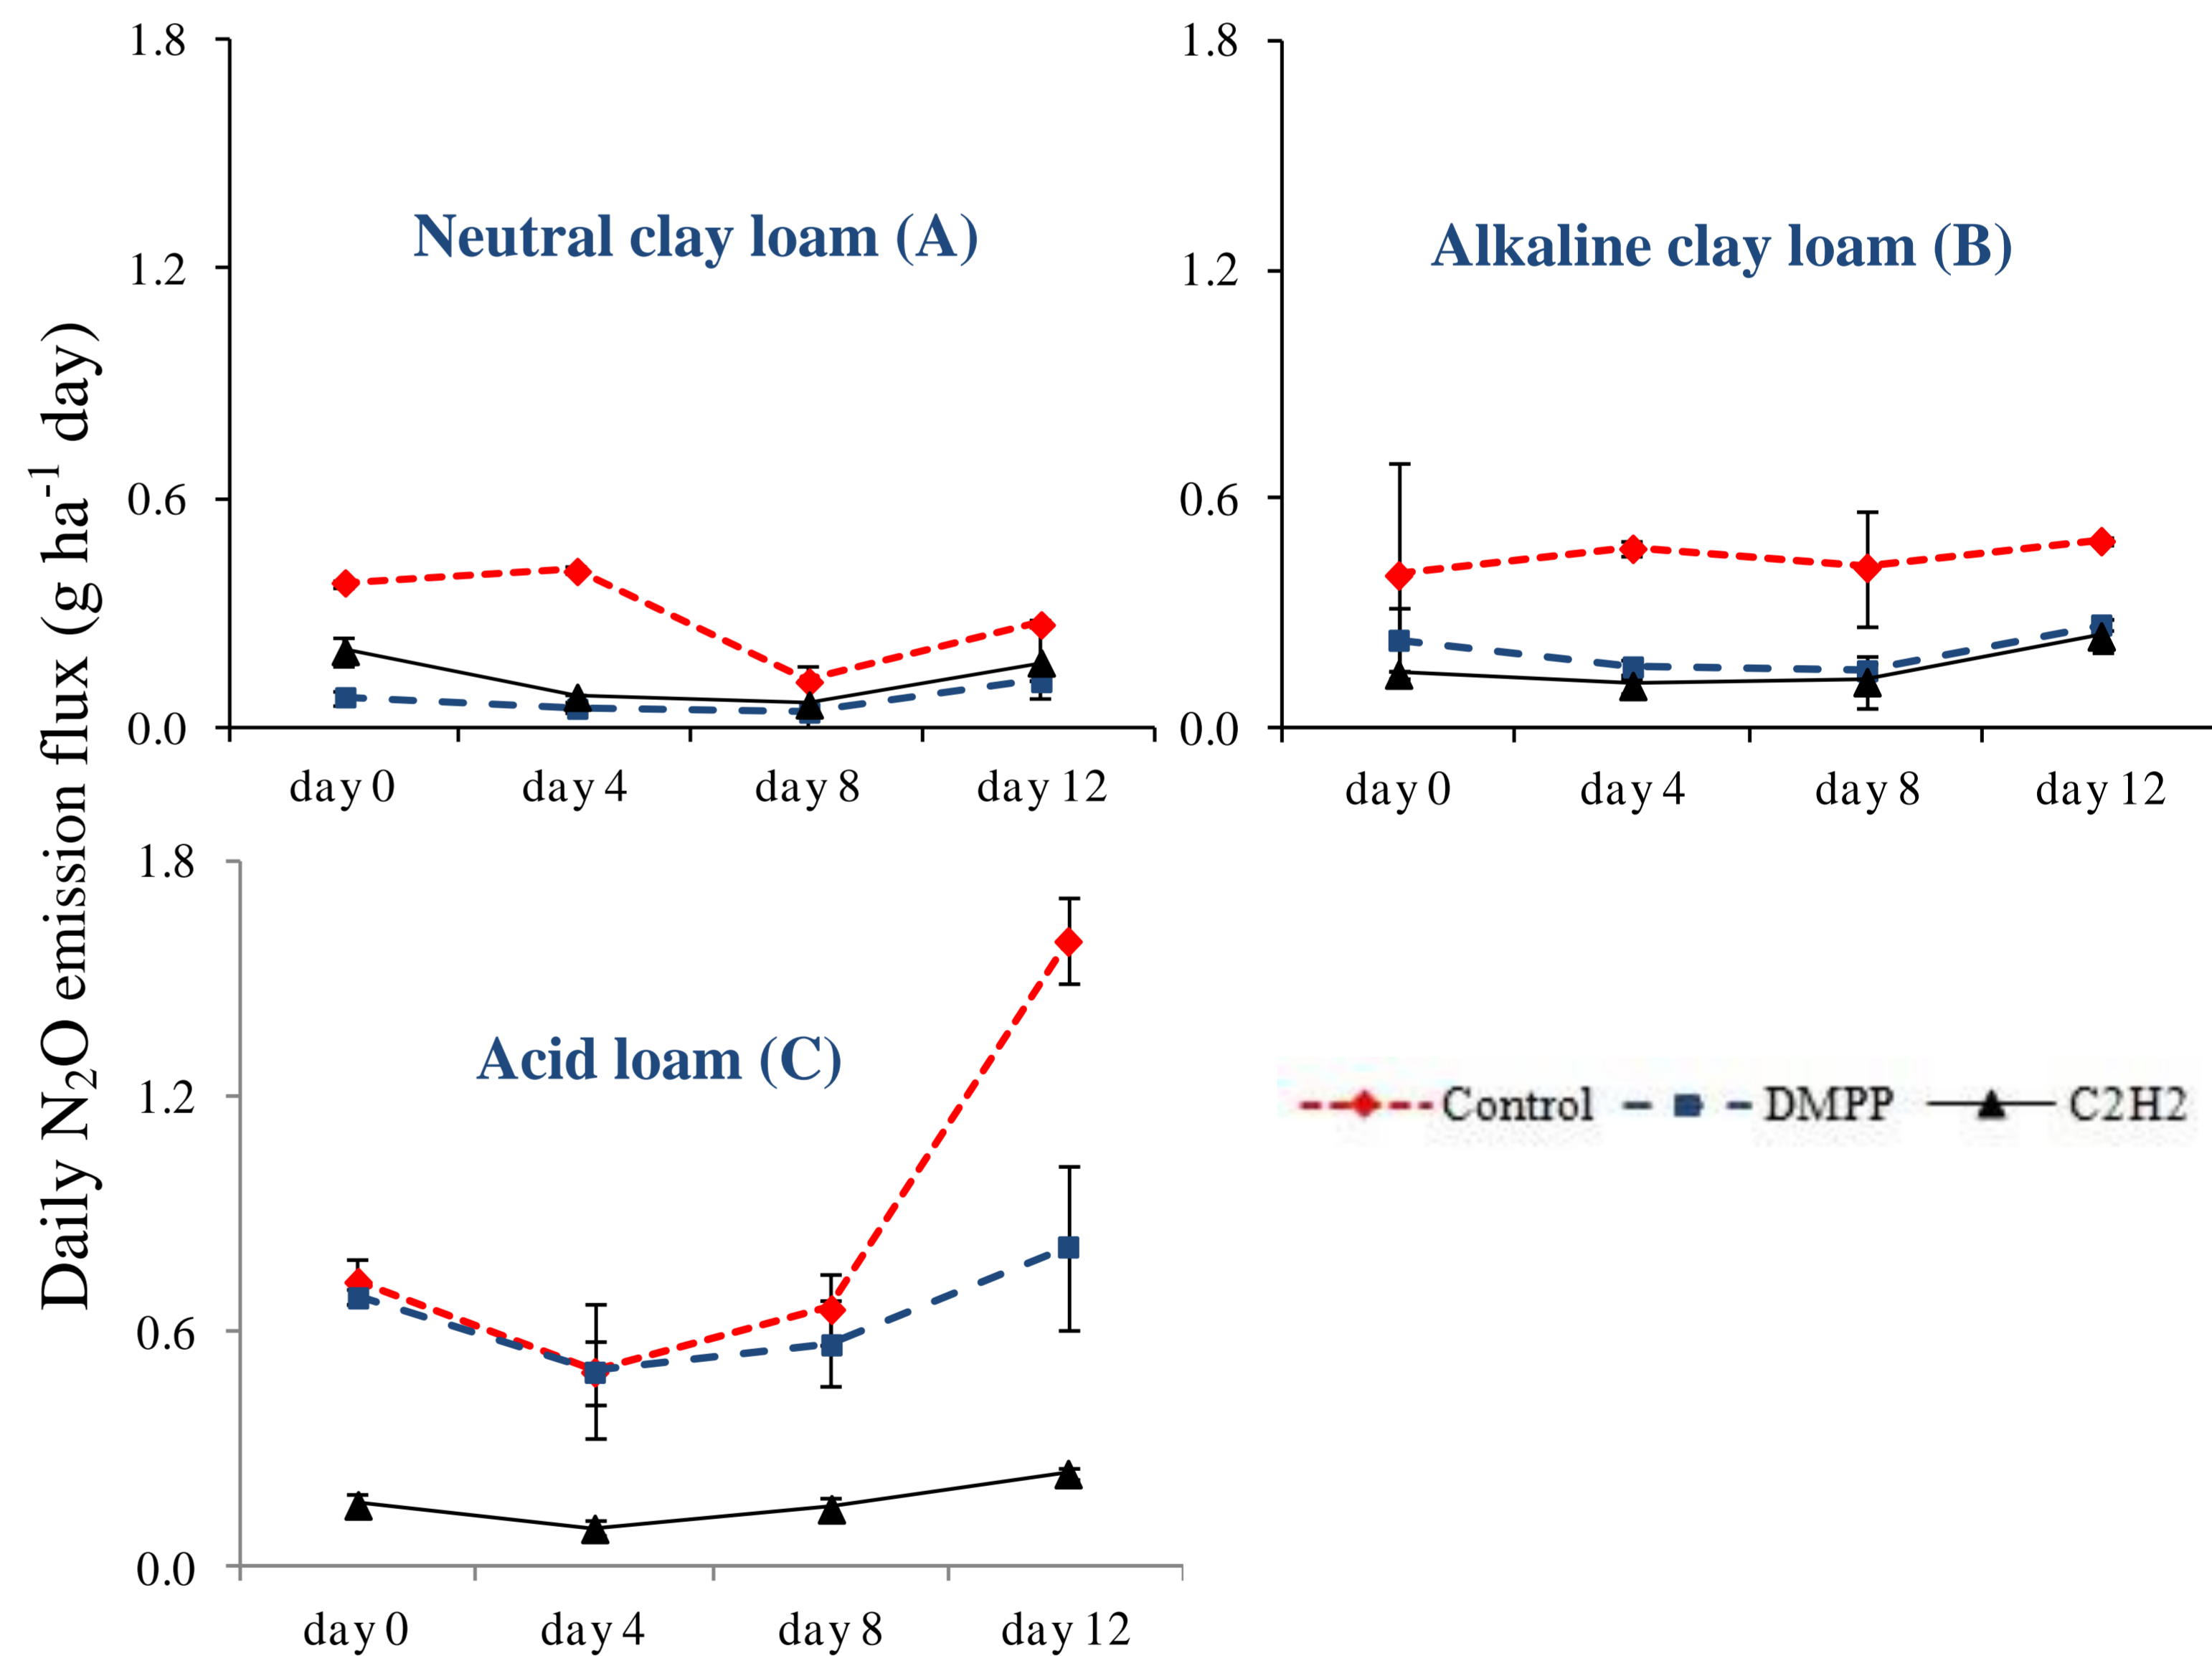 Daily N2O emission flux (g ha-1 day)
1.8
1.2
0.6
0.0
Neutral clay loam (A)
day 0 day 4 day 8 day 12
1.8
1.2
0.6
0.0
Alkaline clay loam (B)
day 0 day 4 day 8 day 12
1.8
1.2
0.6
0.0
Acid loam (C)
day 0 day 4 day 8 day 12
Control DMPP C2H2